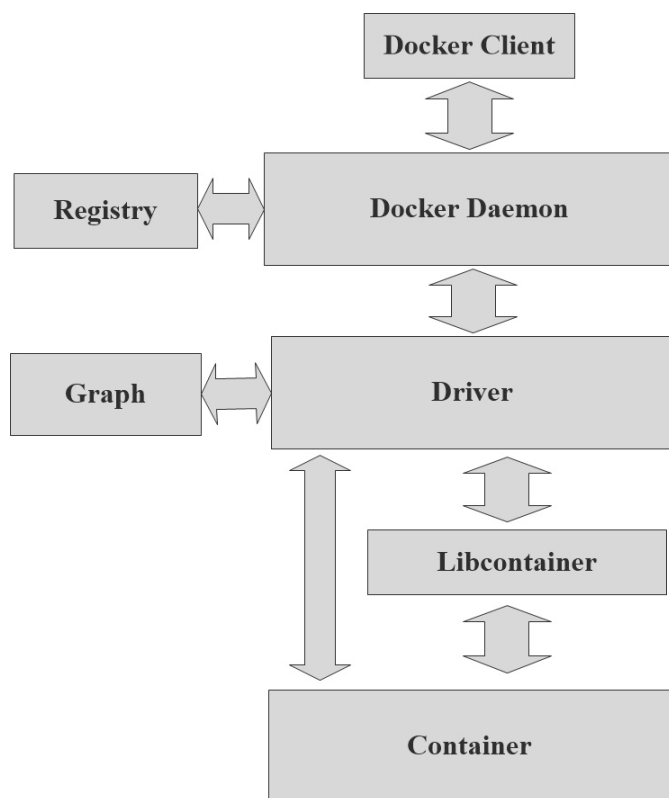 Docker Client
Registry
Docker Daemon
Graph
Driver
Libcontainer
Container